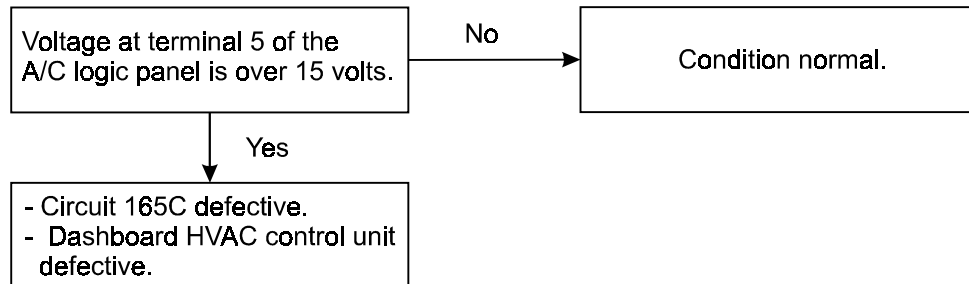 Voltage at terminal 5 of the
A/C logic panel is over 15 volts.
No
Condition normal.
Yes
- Circuit 165C defective.
- Dashboard HVAC control unit
defective.